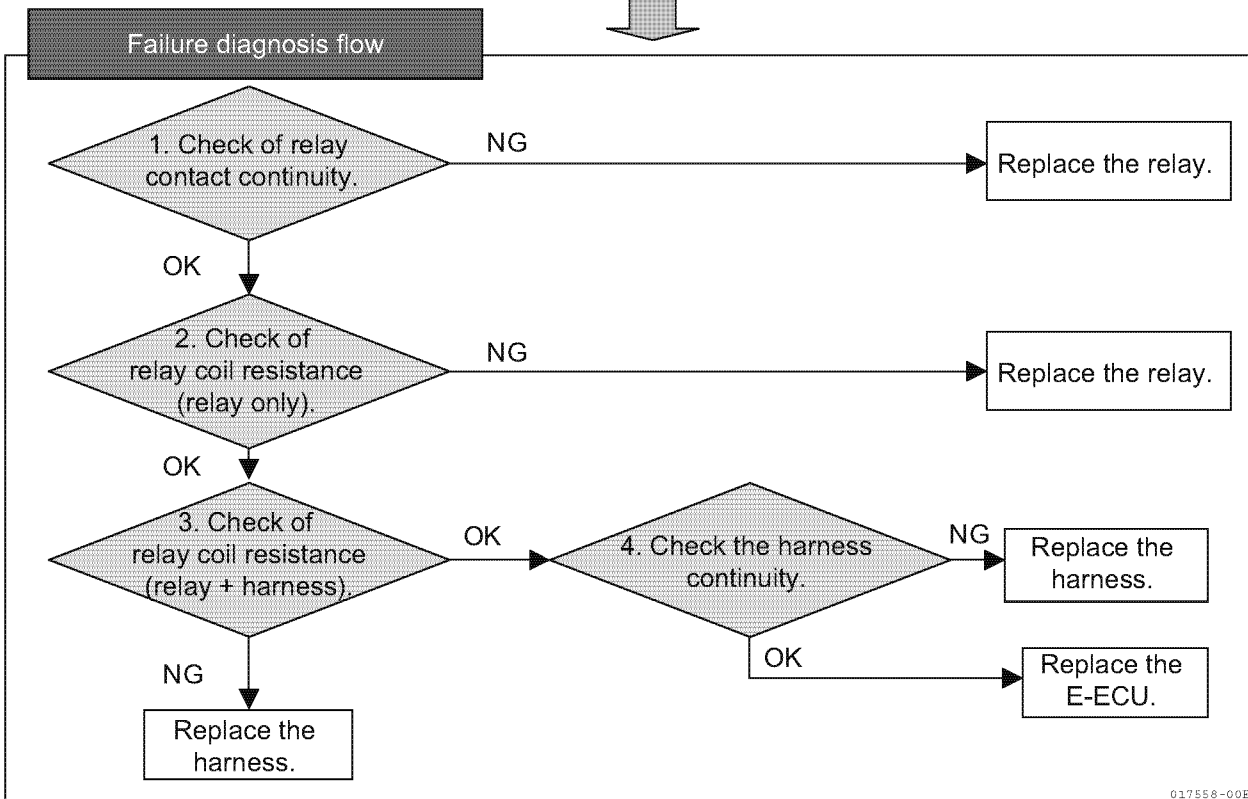 Failure diagnosis flow
1. Check of relay
contact continuity.
NG
Replace the relay.
OK
2. Check of
relay coil resistance
(relay only).
NG
Replace the relay.
OK
3. Check of
relay coil resistance
(relay + harness).
OK
4. Check the harness
continuity.
NG
Replace the
harness.
OK
Replace the
E-ECU.
NG
Replace the
harness.
017558-00E